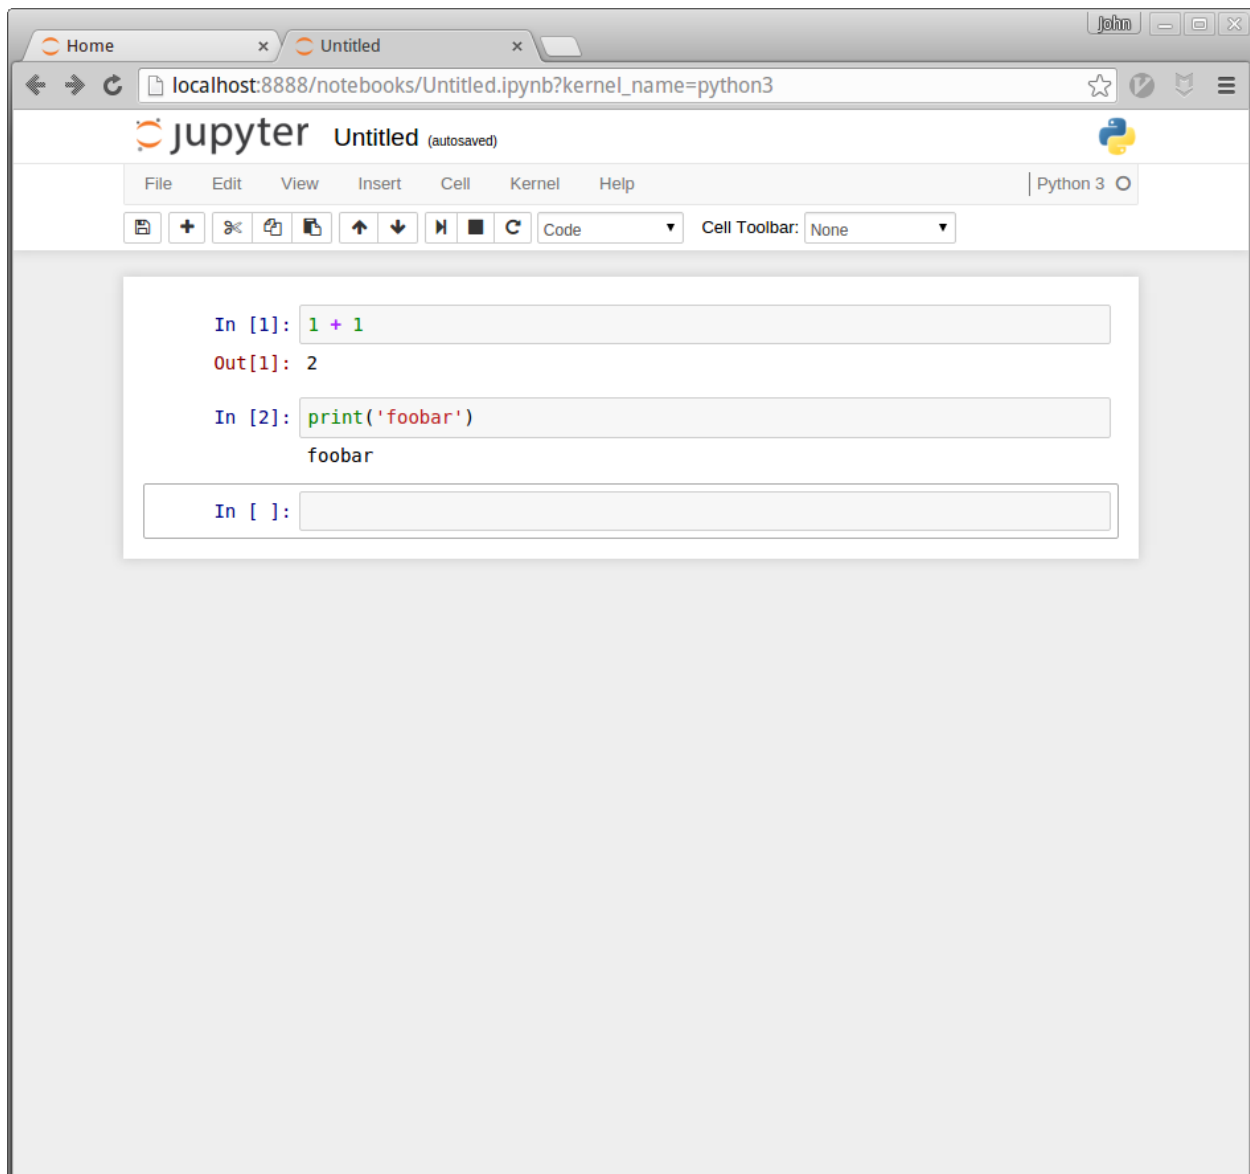 John
Home
Untitled
localhost:8888/notebooks/Untitled.ipynb?kernel_name=python3
jupyter Untitled (autosaved)
File Edit View Insert Cell Kernel Help Python 3
Code Cell Toolbar: None
In [1]: 1 + 1
Out[1]: 2
In [2]: print('foobar')
foobar
In [ ]: